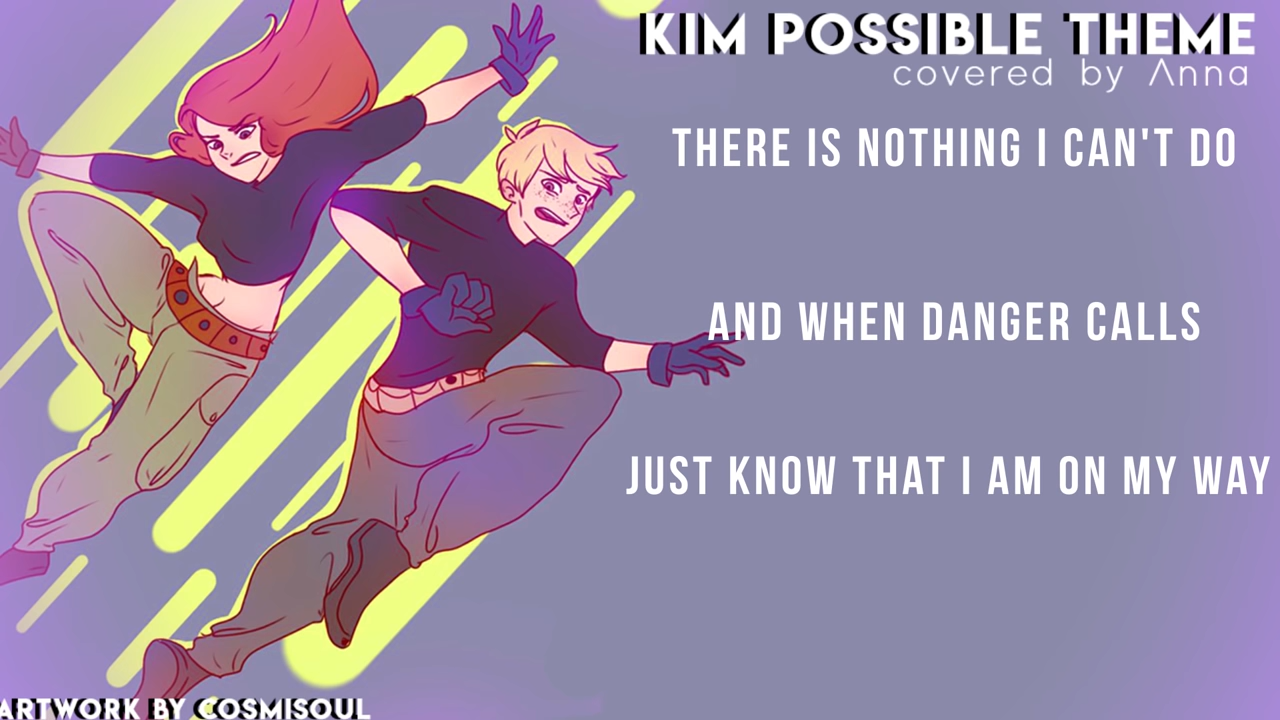 KIM POSSIBLE THEME
covered by Anna
THERE IS NOTHING I CAN'T DO
AND WHEN DANGER CALLS
JUST KNOW THAT I AM ON MY WAY
ARTWORK BY COSMISOUL